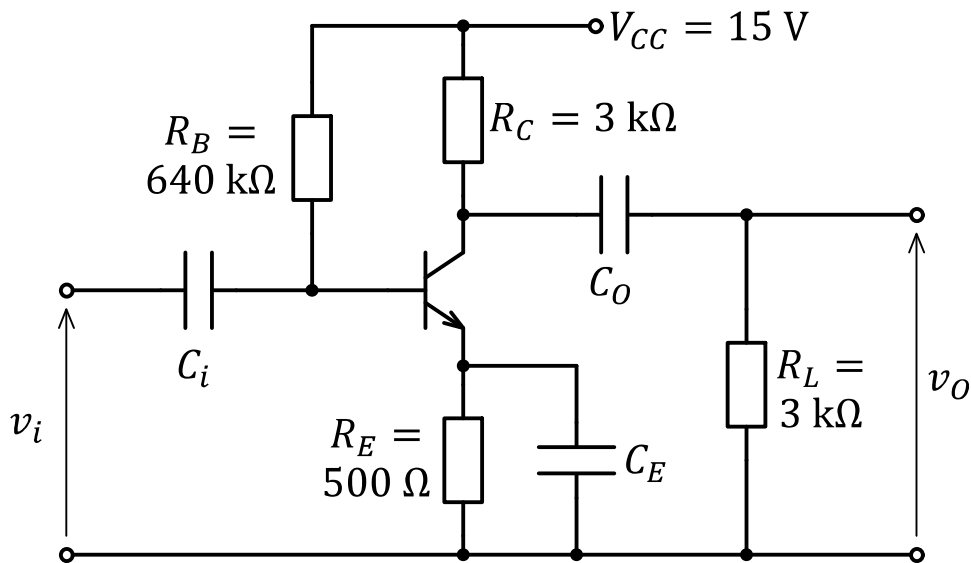 V_CC = 15 V
R_C = 3 kΩ
R_B =
640 kΩ
C_O
C_i
R_L =
3 kΩ
v_O
v_i
R_E =
500 Ω
C_E